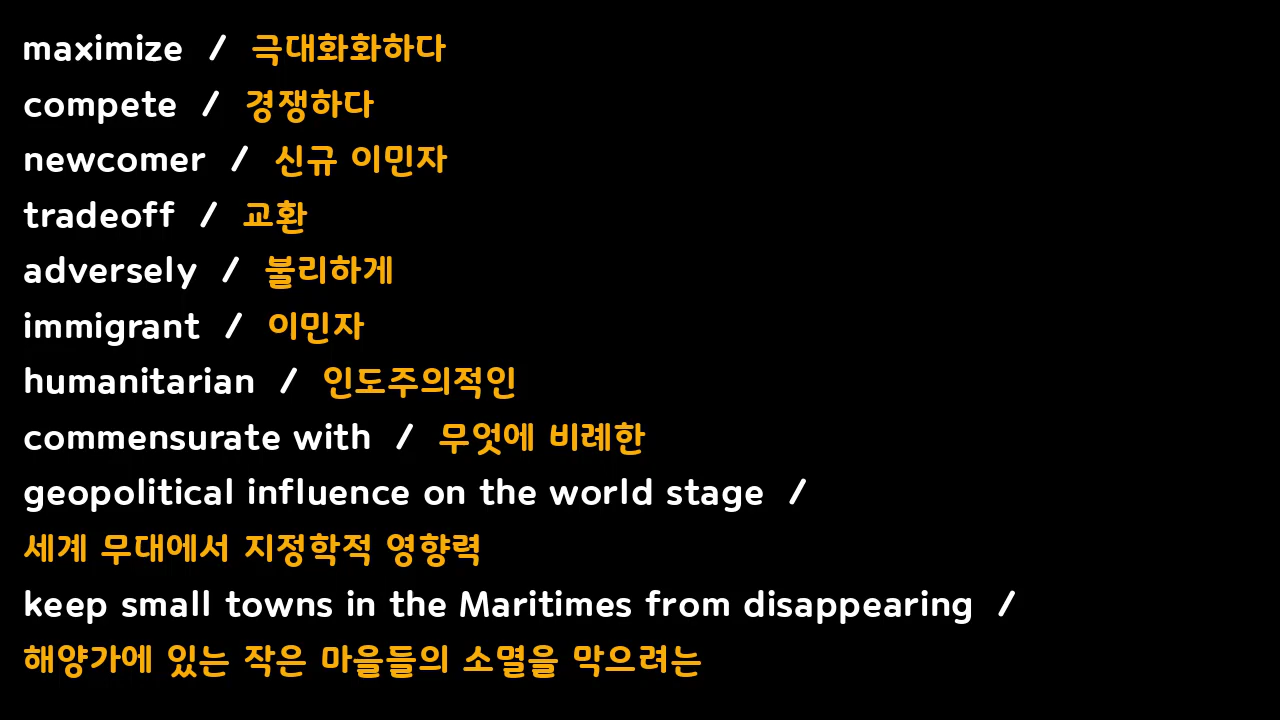 maximize / 극대화화하다
compete / 경쟁하다
newcomer / 신규 이민자
tradeoff / 교환
adversely / 불리하게
immigrant / 이민자
humanitarian / 인도주의적인
commensurate with / 무엇에 비례한
geopolitical influence on the world stage /
세계 무대에서 지정학적 영향력
keep small towns in the Maritimes from disappearing /
해양가에 있는 작은 마을들의 소멸을 막으려는